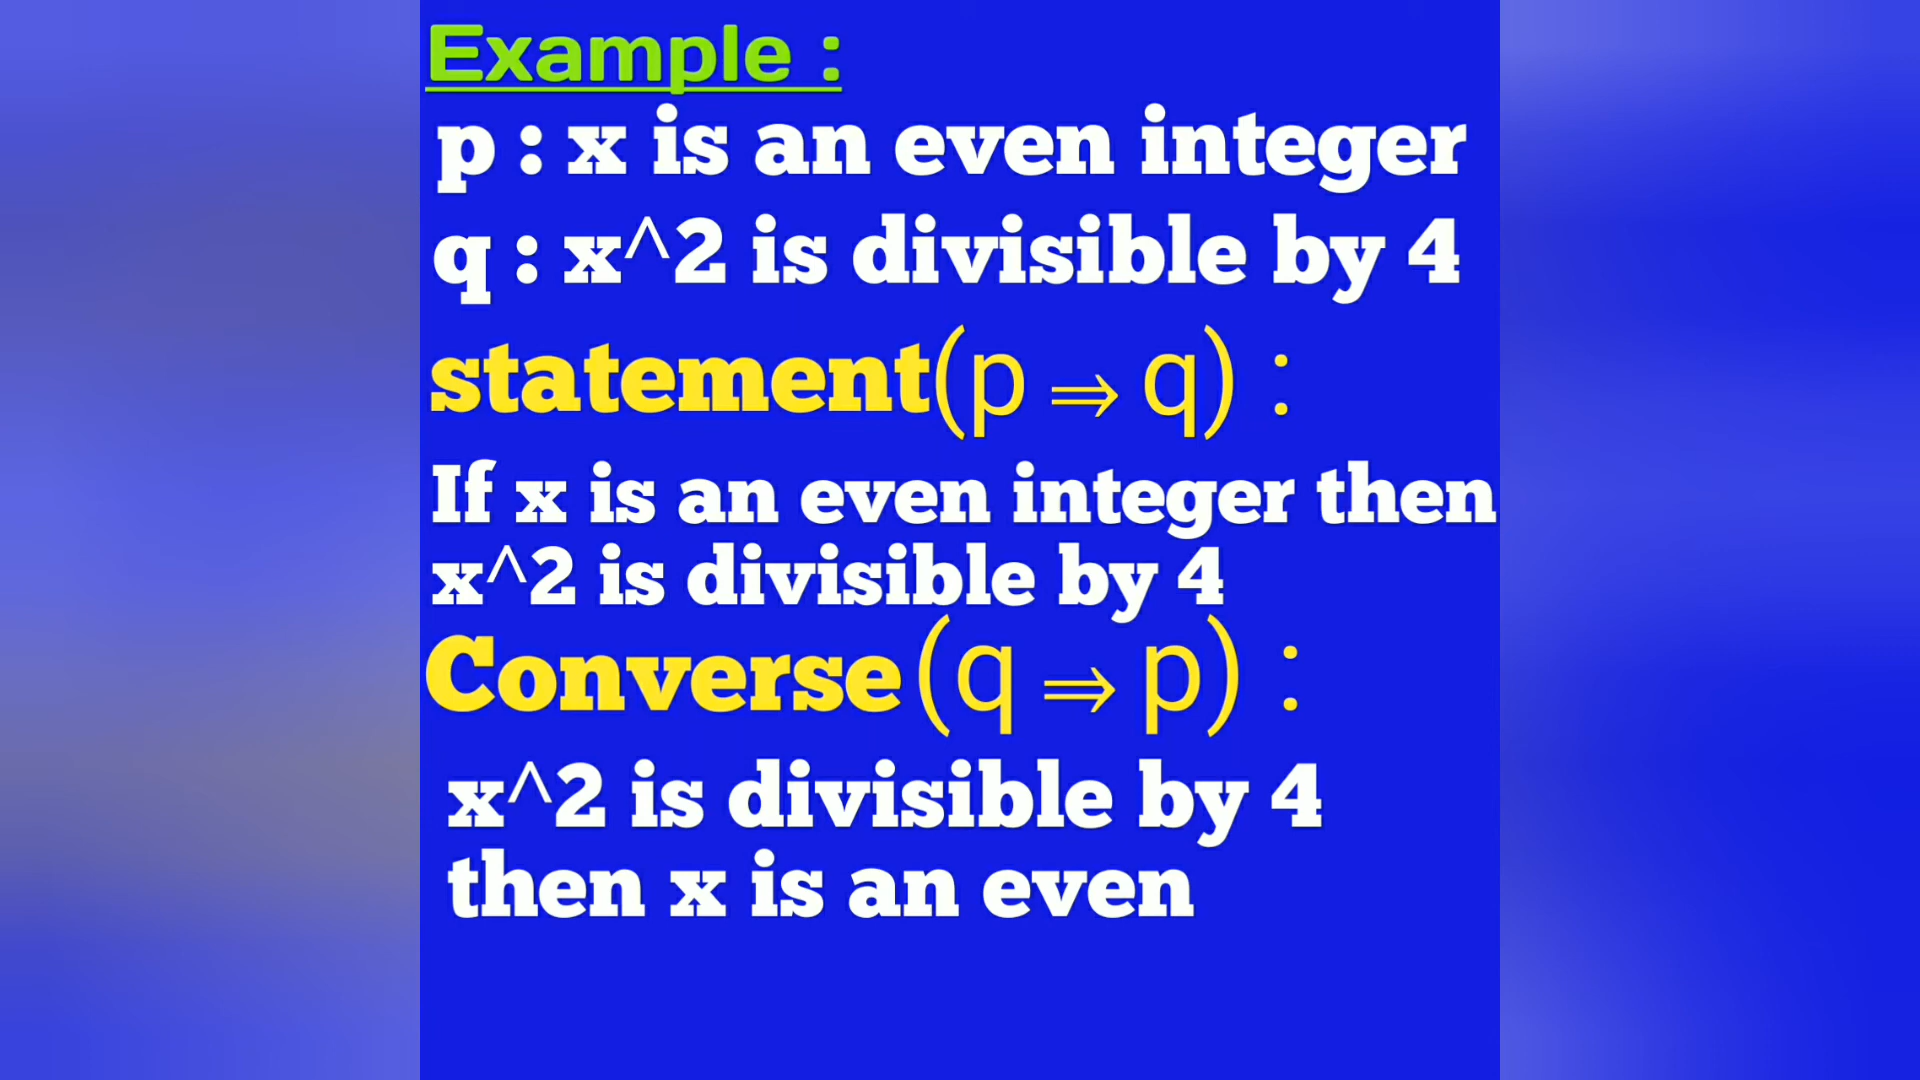 Example :
p : x is an even integer
q : x^2 is divisible by 4
statement(p ⇒ q) :
If x is an even integer then
x^2 is divisible by 4
Converse(q ⇒ p) :
x^2 is divisible by 4
then x is an even